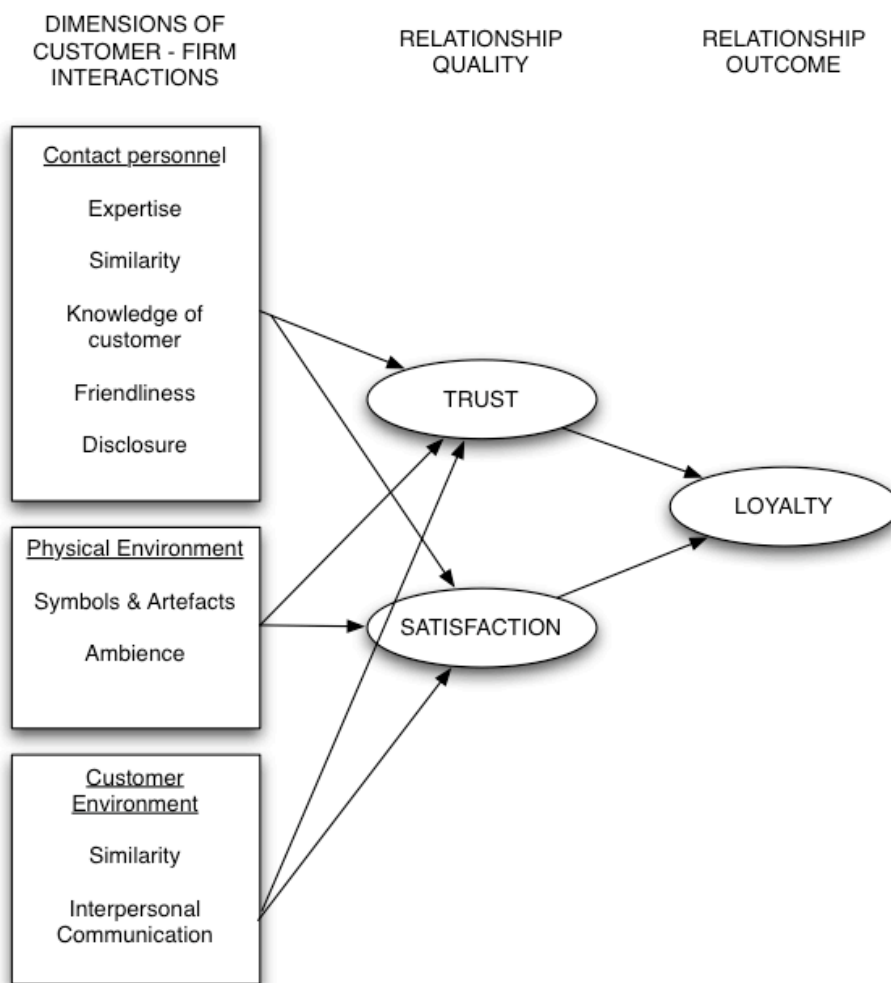 DIMENSIONS OF
CUSTOMER - FIRM
INTERACTIONS
RELATIONSHIP
QUALITY
RELATIONSHIP
OUTCOME
Contact personnel
Expertise
Similarity
Knowledge of
customer
Friendliness
Disclosure
Physical Environment
Symbols & Artefacts
Ambience
Customer
Environment
Similarity
Interpersonal
Communication
TRUST
SATISFACTION
LOYALTY